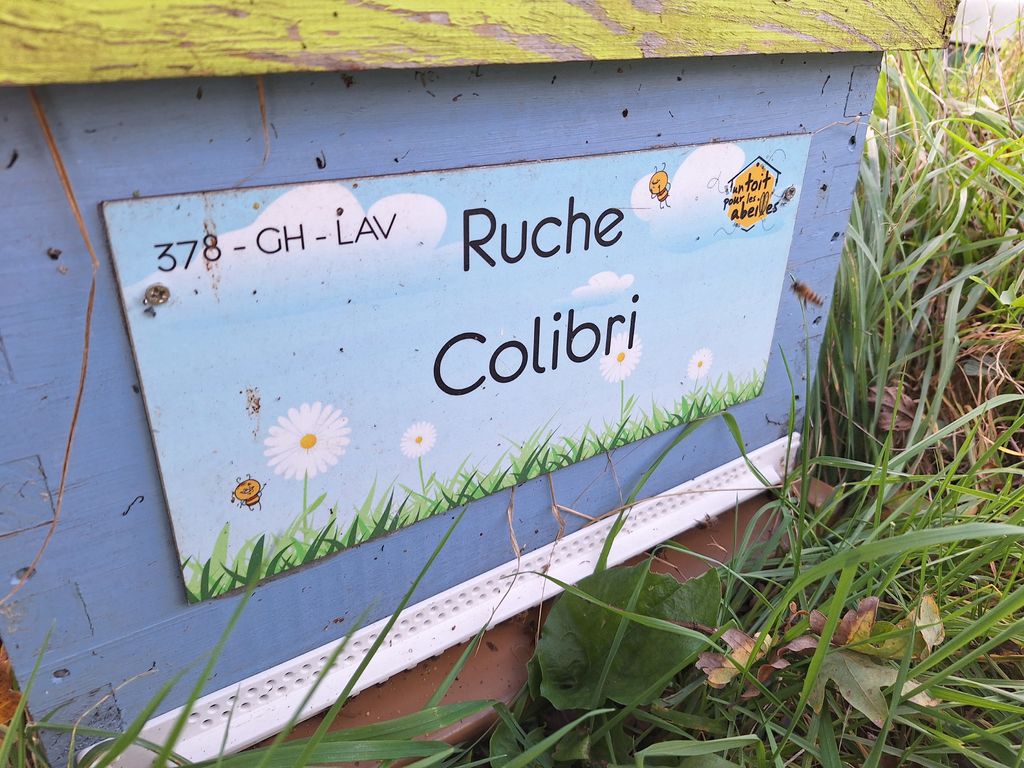 378 - GH - LAV
Ruche
Colibri
un toit
pour les
abeilles